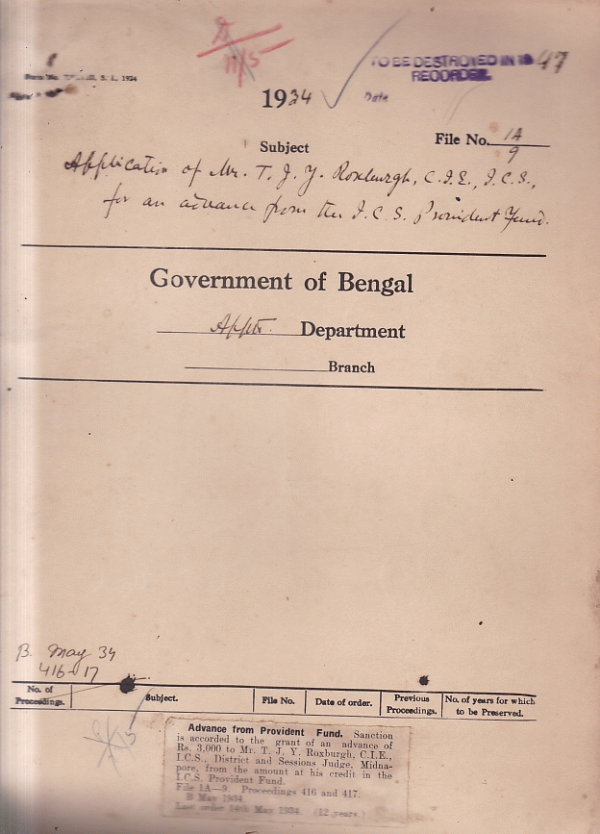 TO BE DESTROYED IN 1947
RECORDED.
Date
1934
File No. 1A/9
Subject
Application of Mr. T. J. Y. Roxburgh, C.I.E., I.C.S.,
for an advance from the I.C.S. Provident Fund.
Government of Bengal
Apptt. Department
Branch
B. May 34
416-17
No. of Proceedings. Subject. File No. Date of order. Previous Proceedings. No. of years for which to be Preserved.
Advance from Provident Fund. Sanction
is accorded to the grant of an advance of
Rs. 3,000 to Mr. T. J. Y. Roxburgh, C.I.E.,
I.C.S., District and Sessions Judge, Midna-
pore, from the amount at his credit in the
I.C.S. Provident Fund.
File 1A—9. Proceedings 416 and 417.
B May 1934.
Last order 14th May 1934. (12 years.)